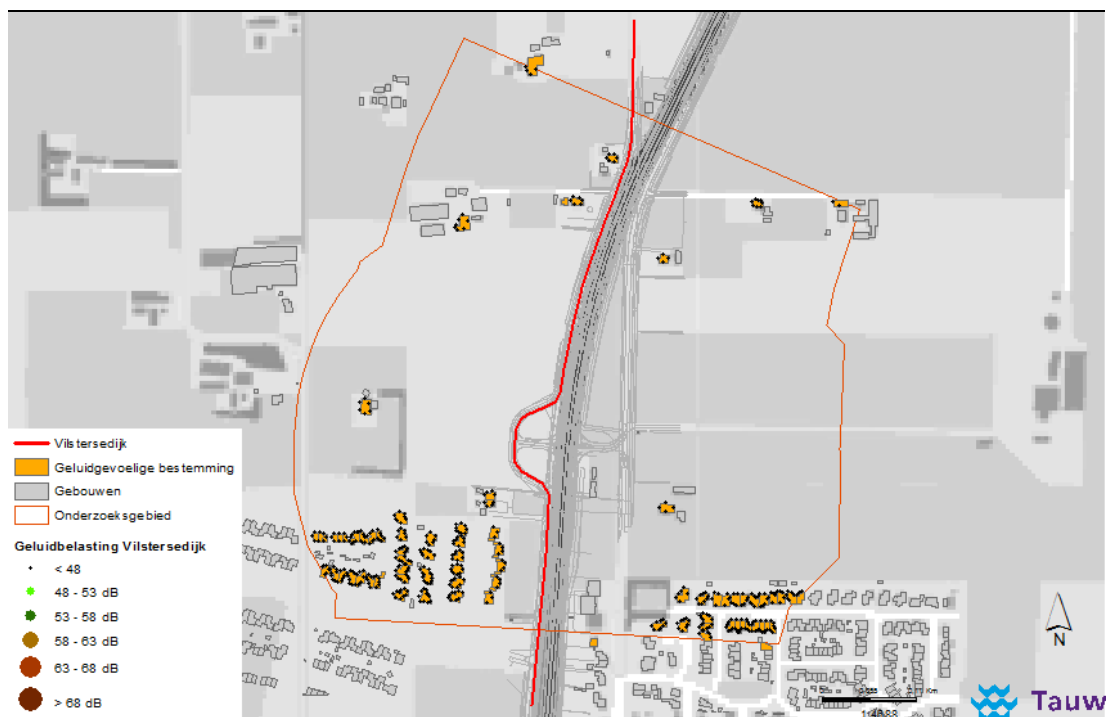 Vilstersedijk
Geluidgevoelige bestemming
Gebouwen
Onderzoeksgebied
Geluidbelasting Vilstersedijk
< 48
48 - 53 dB
53 - 58 dB
58 - 63 dB
63 - 68 dB
> 68 dB
N
Km
Tauw